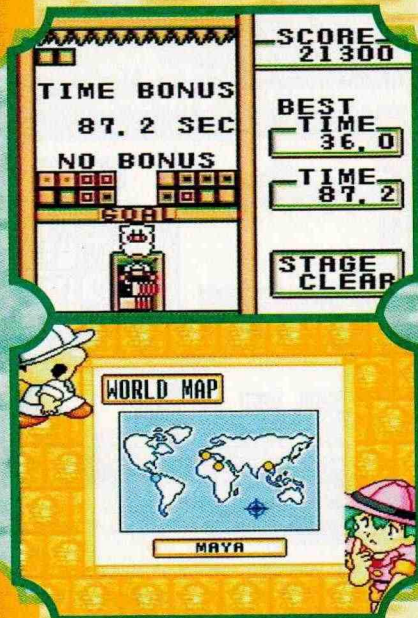 SCORE
21300
TIME BONUS
87.2 SEC
NO BONUS
GOAL
BEST
TIME
36.0
TIME
87.2
STAGE
CLEAR
WORLD MAP
MAYA